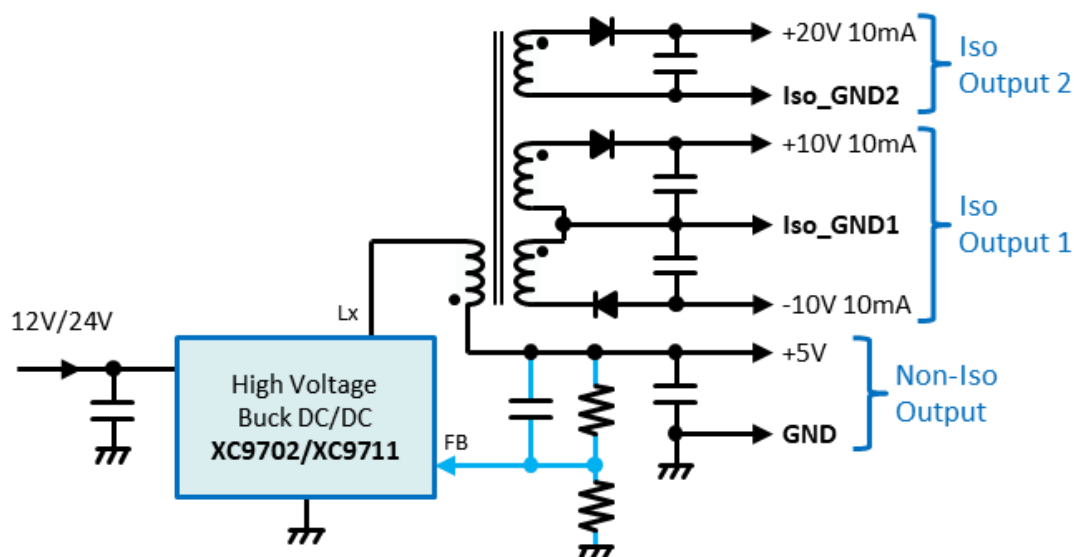 +20V 10mA
Iso_GND2
Iso
Output 2
+10V 10mA
Iso_GND1
-10V 10mA
Iso
Output 1
12V/24V
Lx
High Voltage
Buck DC/DC
XC9702/XC9711
FB
+5V
GND
Non-Iso
Output